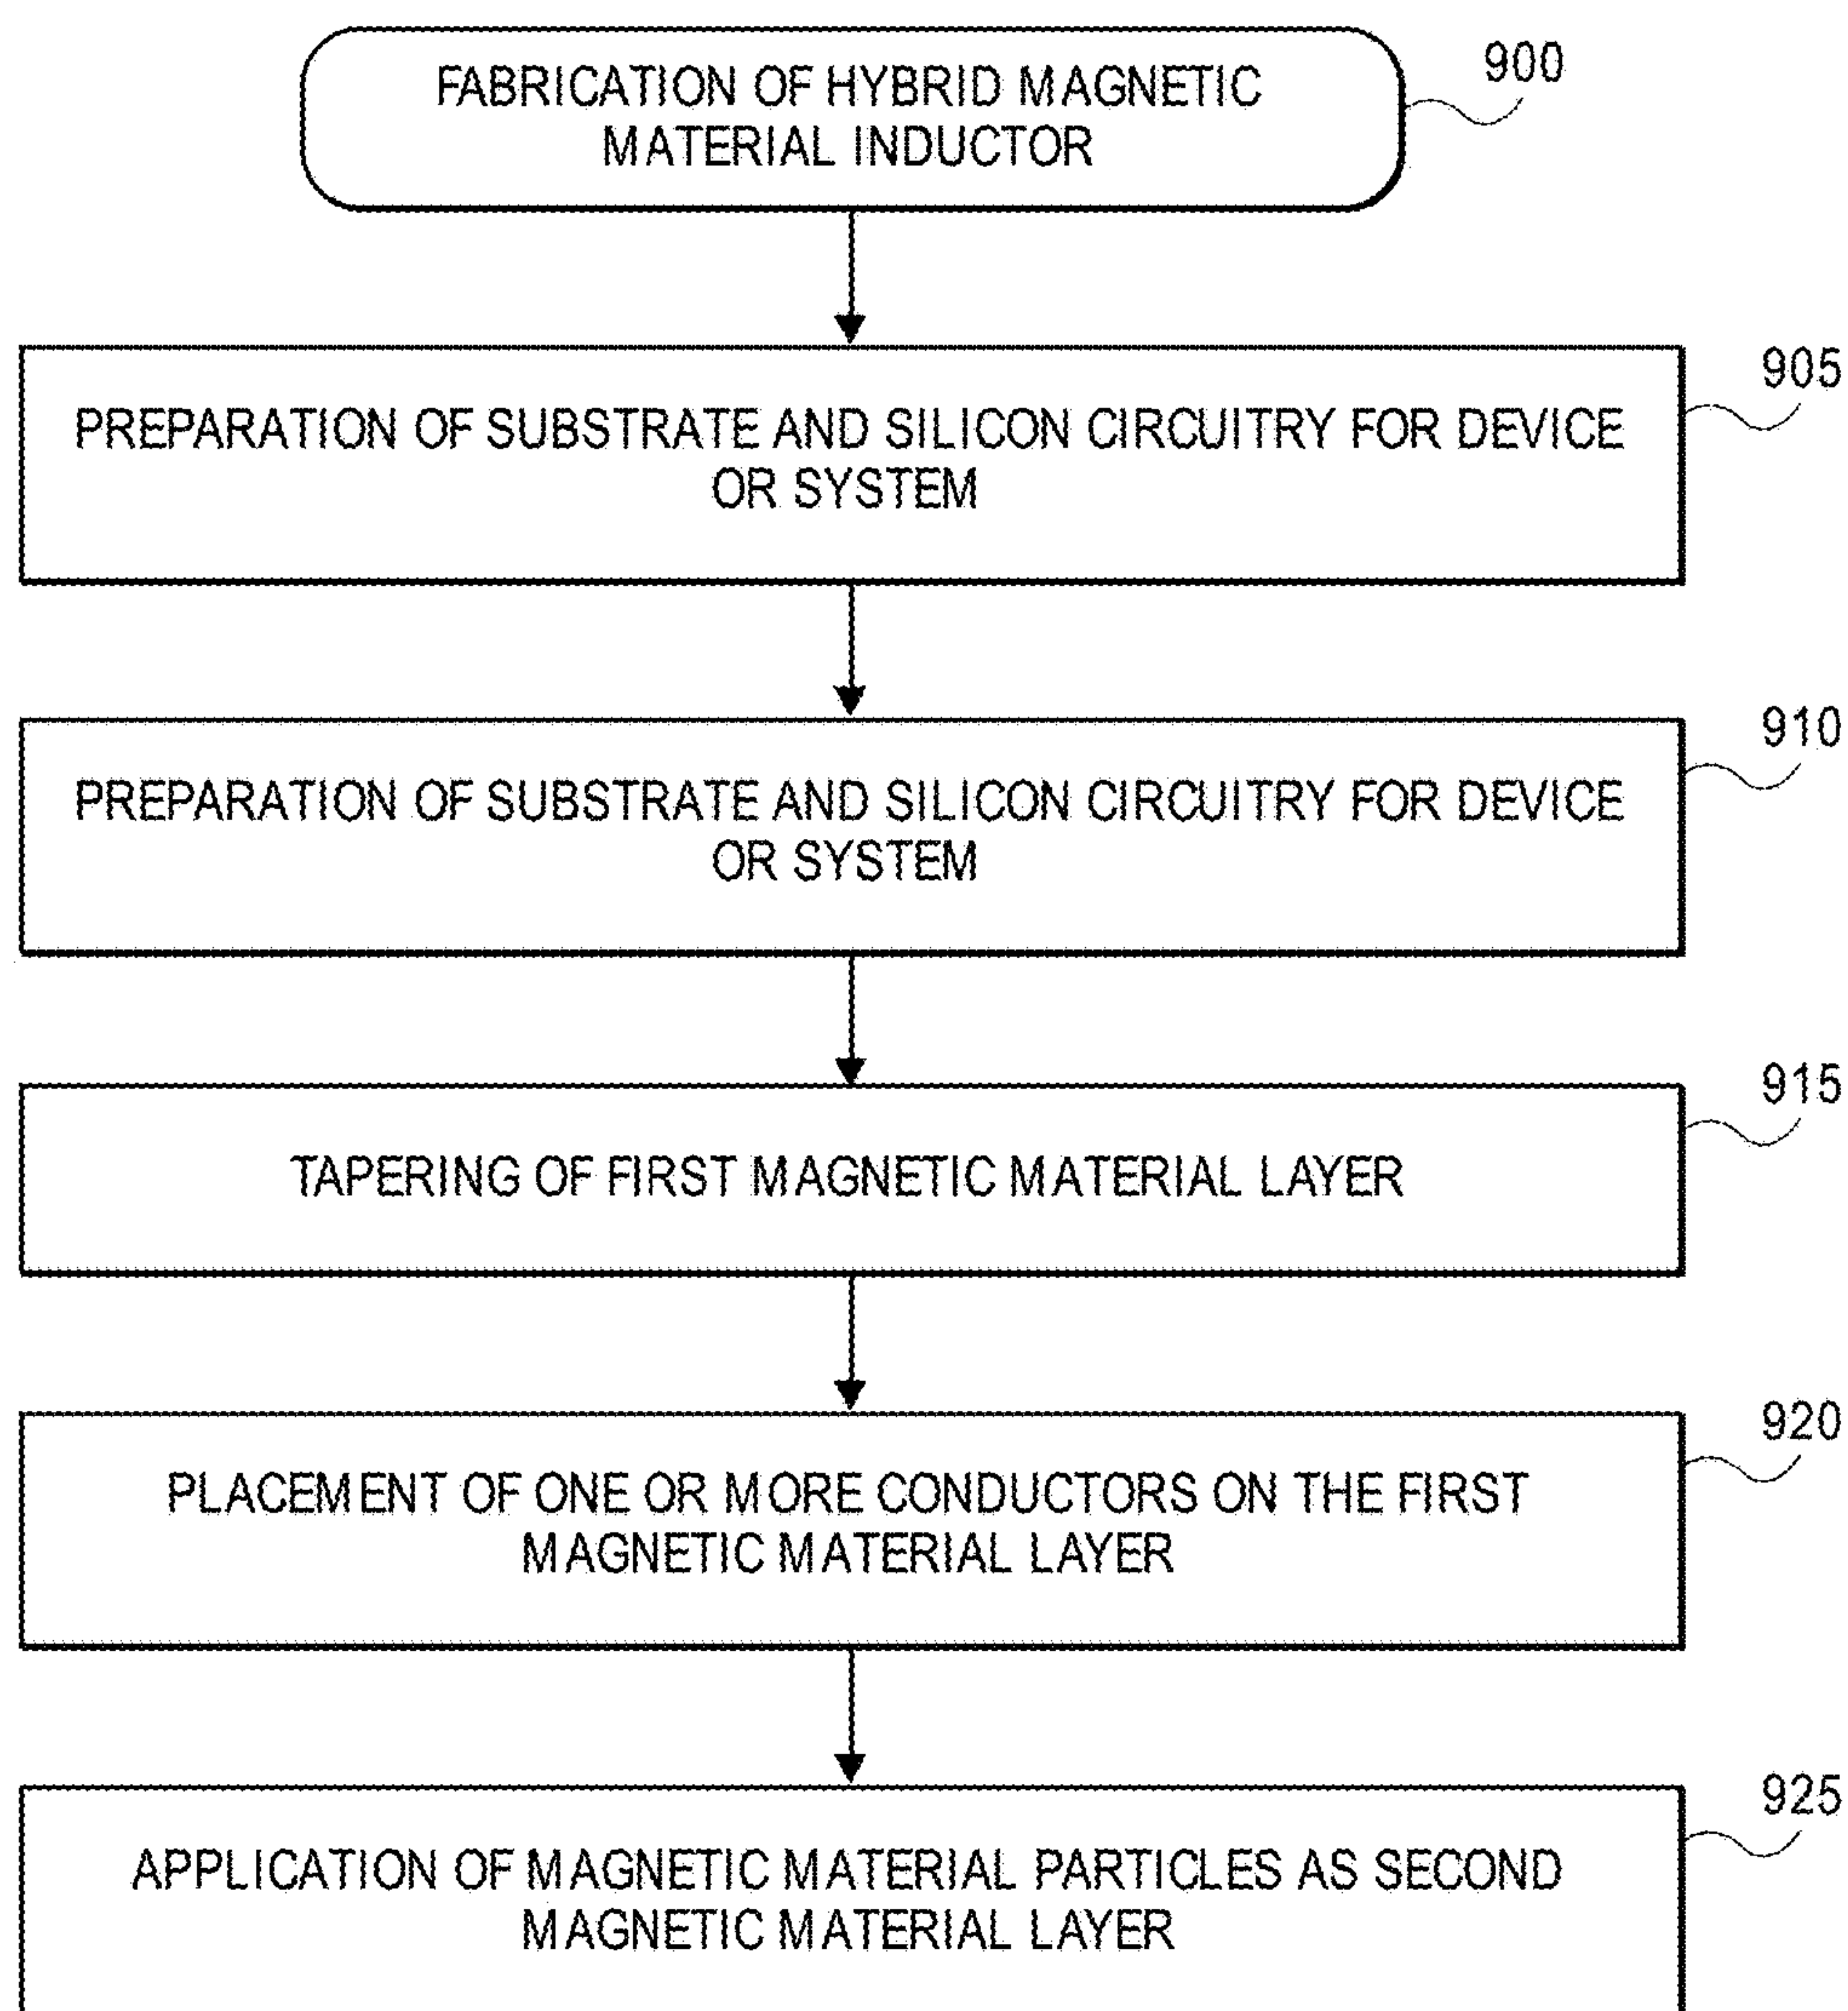 FABRICATION OF HYBRID MAGNETIC
MATERIAL INDUCTOR
900
PREPARATION OF SUBSTRATE AND SILICON CIRCUITRY FOR DEVICE
OR SYSTEM
905
PREPARATION OF SUBSTRATE AND SILICON CIRCUITRY FOR DEVICE
OR SYSTEM
910
TAPERING OF FIRST MAGNETIC MATERIAL LAYER
915
PLACEMENT OF ONE OR MORE CONDUCTORS ON THE FIRST
MAGNETIC MATERIAL LAYER
920
APPLICATION OF MAGNETIC MATERIAL PARTICLES AS SECOND
MAGNETIC MATERIAL LAYER
925